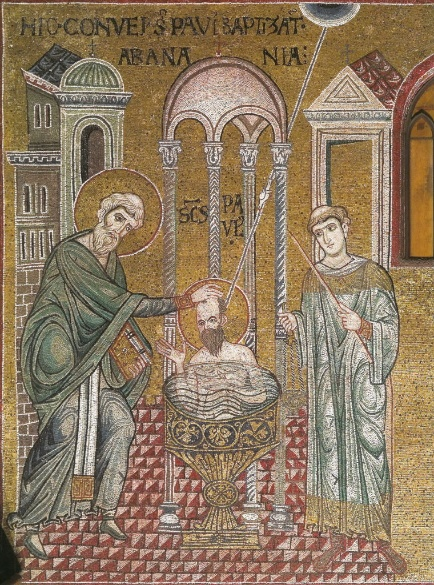 HIC·CONVERS PAVL BAPTIZAT·
AB ANA NIA:
SCS PA
VL'